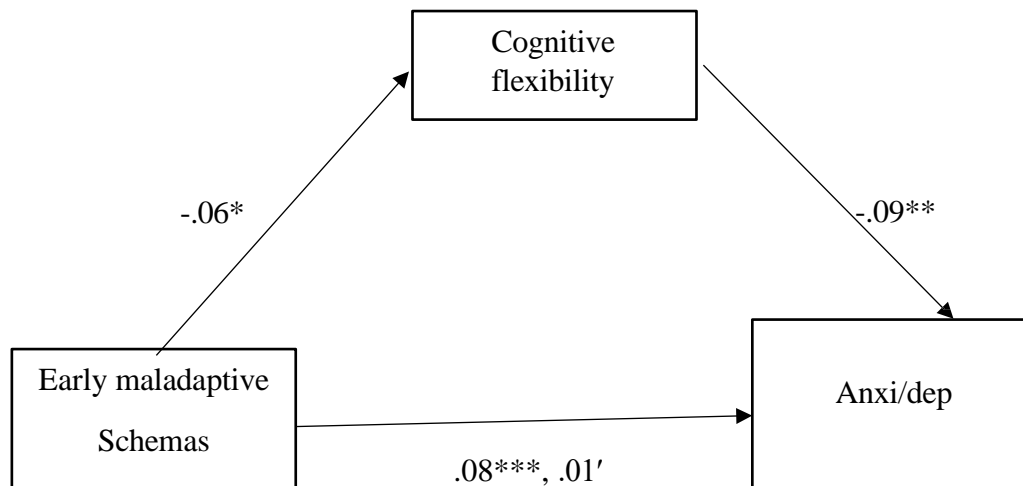 Cognitive
flexibility
-.06*
-.09**
Early maladaptive
Schemas
Anxi/dep
.08***, .01′